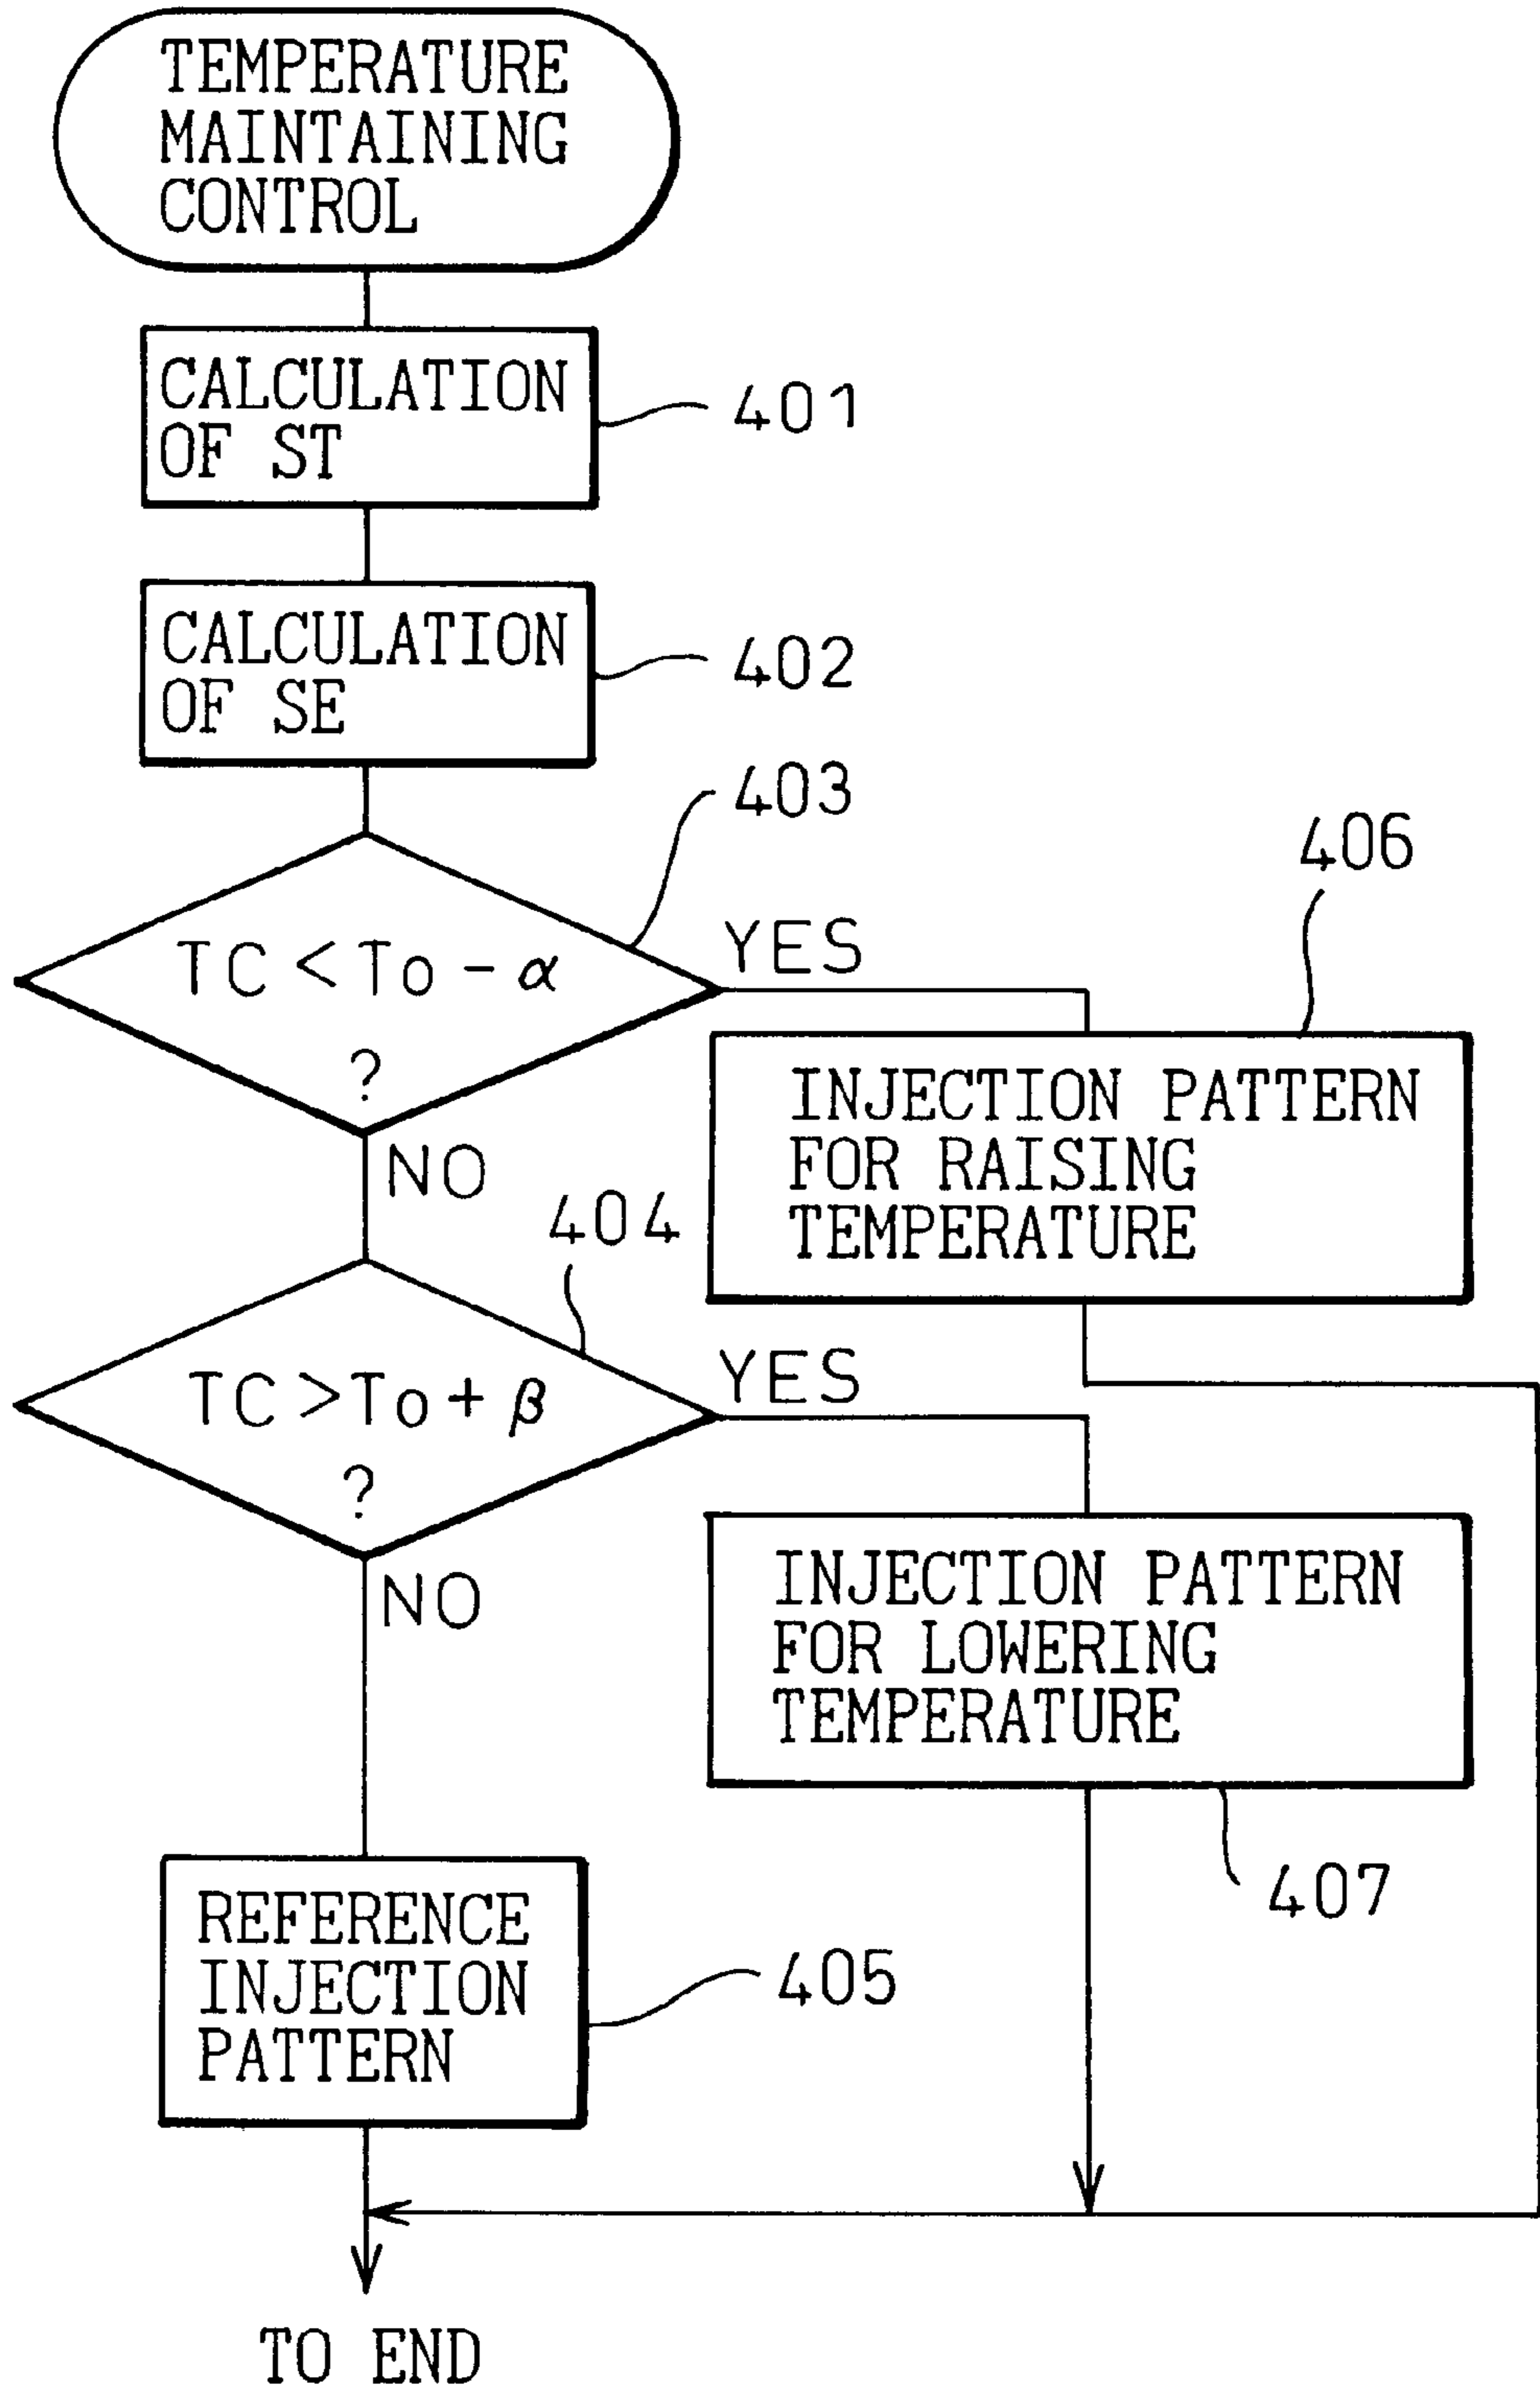 TEMPERATURE
MAINTAINING
CONTROL
CALCULATION
OF ST
401
CALCULATION
OF SE
402
403
TC < To - α
?
YES
NO
406
INJECTION PATTERN
FOR RAISING
TEMPERATURE
404
TC > To + β
?
YES
NO
INJECTION PATTERN
FOR LOWERING
TEMPERATURE
407
REFERENCE
INJECTION
PATTERN
405
TO END